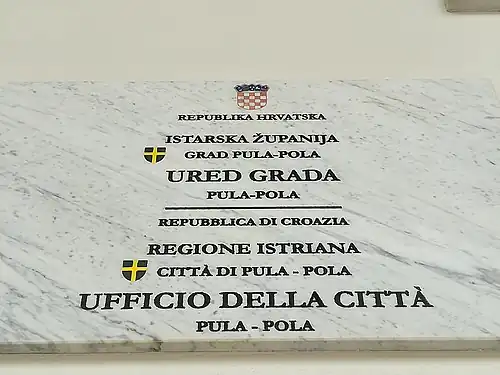 REPUBLIKA HRVATSKA
ISTARSKA ŽUPANIJA
GRAD PULA-POLA
URED GRADA
PULA-POLA
REPUBBLICA DI CROAZIA
REGIONE ISTRIANA
CITTÀ DI PULA - POLA
UFFICIO DELLA CITTÀ
PULA - POLA